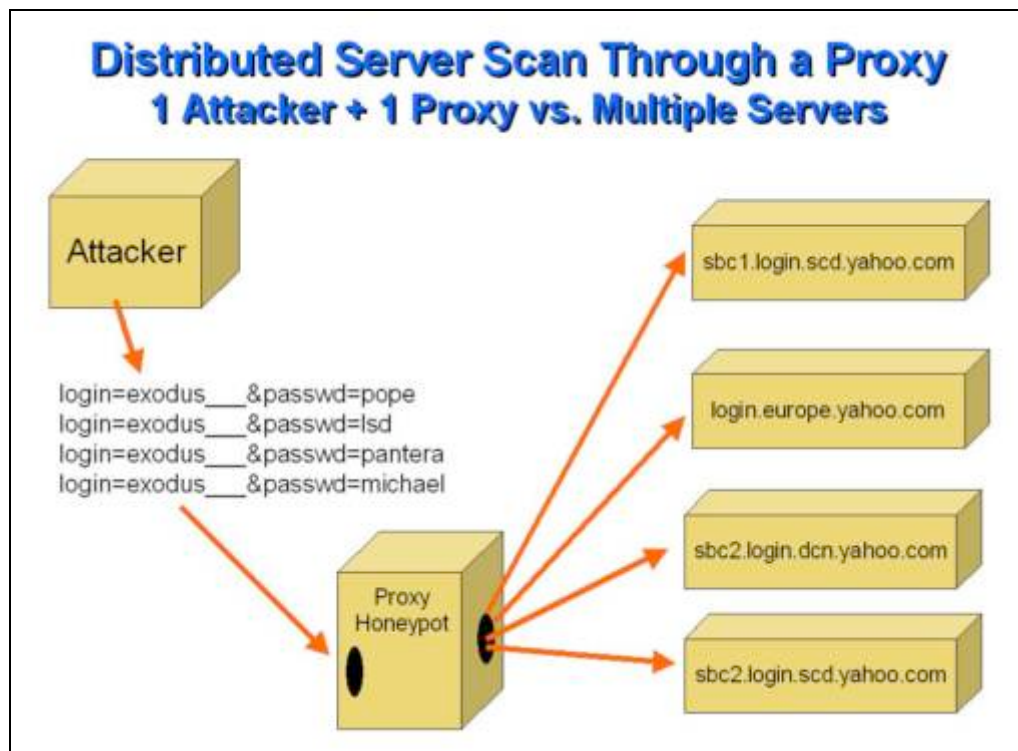 Distributed Server Scan Through a Proxy
1 Attacker + 1 Proxy vs. Multiple Servers
Attacker
login=exodus___&passwd=pope
login=exodus___&passwd=lsd
login=exodus___&passwd=pantera
login=exodus___&passwd=michael
Proxy
Honeypot
sbc1.login.scd.yahoo.com
login.europe.yahoo.com
sbc2.login.dcn.yahoo.com
sbc2.login.scd.yahoo.com